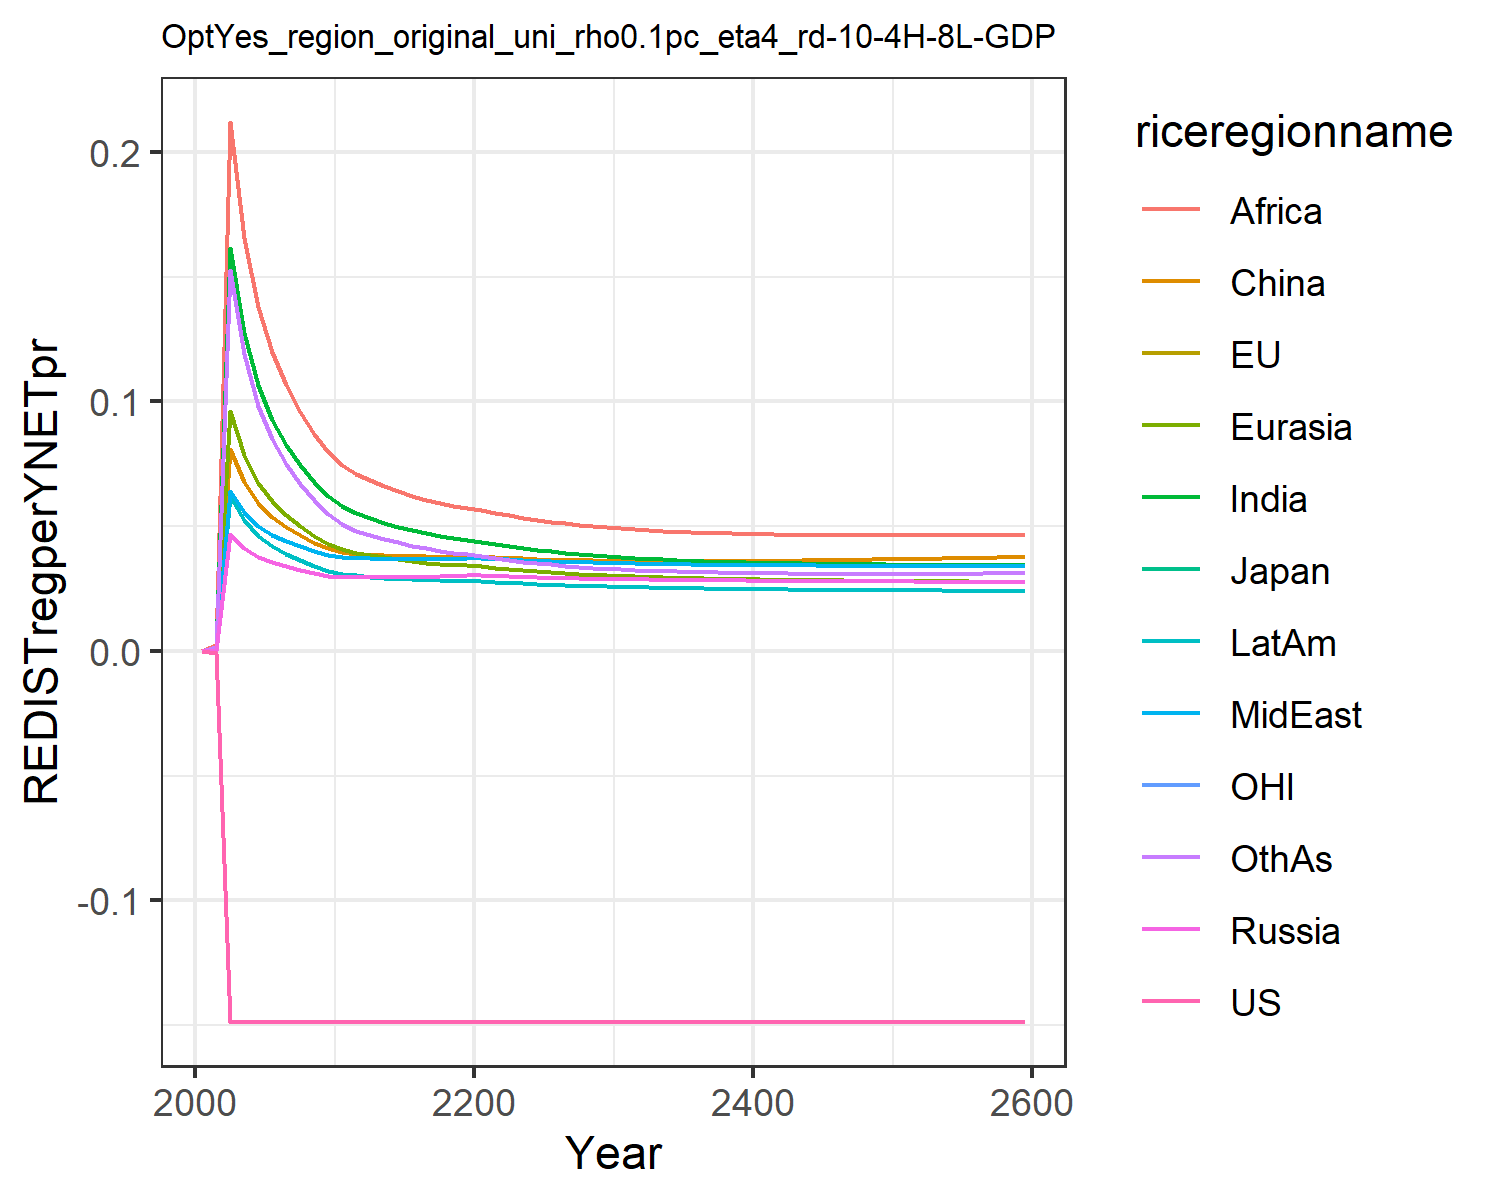 OptYes_region_original_uni_rho0.1pc_eta4_rd-10-4H-8L-GDP
REDISTregperYNETpr
0.2
0.1
0.0
-0.1
2000
2200
2400
2600
Year
riceregionname
Africa
China
EU
Eurasia
India
Japan
LatAm
MidEast
OHI
OthAs
Russia
US